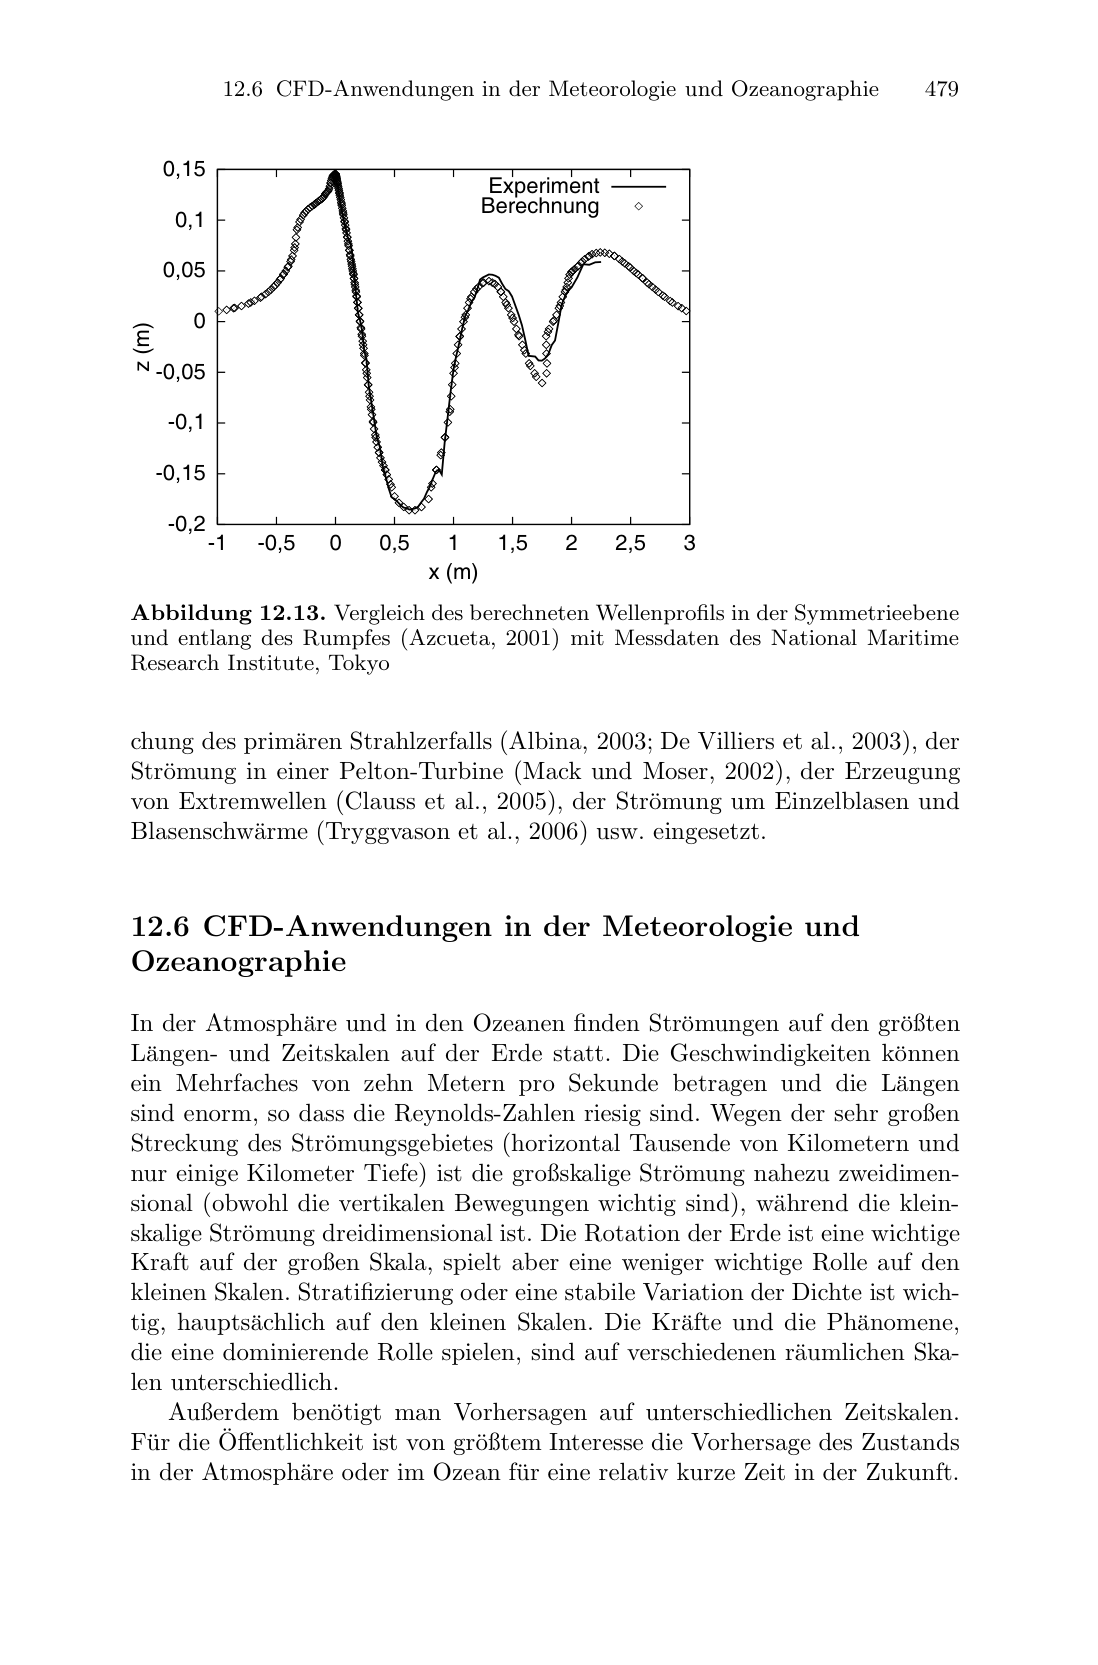 12.6 CFD-Anwendungen in der Meteorologie und Ozeanographie 479
0,15
0,1
0,05
0
-0,05
-0,1
-0,15
-0,2
z (m)
Experiment
Berechnung
-1 -0,5 0 0,5 1 1,5 2 2,5 3
x (m)
Abbildung 12.13. Vergleich des berechneten Wellenprofils in der Symmetrieebene
und entlang des Rumpfes (Azcueta, 2001) mit Messdaten des National Maritime
Research Institute, Tokyo
chung des primären Strahlzerfalls (Albina, 2003; De Villiers et al., 2003), der
Strömung in einer Pelton-Turbine (Mack und Moser, 2002), der Erzeugung
von Extremwellen (Clauss et al., 2005), der Strömung um Einzelblasen und
Blasenschwärme (Tryggvason et al., 2006) usw. eingesetzt.
12.6 CFD-Anwendungen in der Meteorologie und
Ozeanographie
In der Atmosphäre und in den Ozeanen finden Strömungen auf den größten
Längen- und Zeitskalen auf der Erde statt. Die Geschwindigkeiten können
ein Mehrfaches von zehn Metern pro Sekunde betragen und die Längen
sind enorm, so dass die Reynolds-Zahlen riesig sind. Wegen der sehr großen
Streckung des Strömungsgebietes (horizontal Tausende von Kilometern und
nur einige Kilometer Tiefe) ist die großskalige Strömung nahezu zweidimen-
sional (obwohl die vertikalen Bewegungen wichtig sind), während die klein-
skalige Strömung dreidimensional ist. Die Rotation der Erde ist eine wichtige
Kraft auf der großen Skala, spielt aber eine weniger wichtige Rolle auf den
kleinen Skalen. Stratifizierung oder eine stabile Variation der Dichte ist wich-
tig, hauptsächlich auf den kleinen Skalen. Die Kräfte und die Phänomene,
die eine dominierende Rolle spielen, sind auf verschiedenen räumlichen Ska-
len unterschiedlich.
Außerdem benötigt man Vorhersagen auf unterschiedlichen Zeitskalen.
Für die Öffentlichkeit ist von größtem Interesse die Vorhersage des Zustands
in der Atmosphäre oder im Ozean für eine relativ kurze Zeit in der Zukunft.